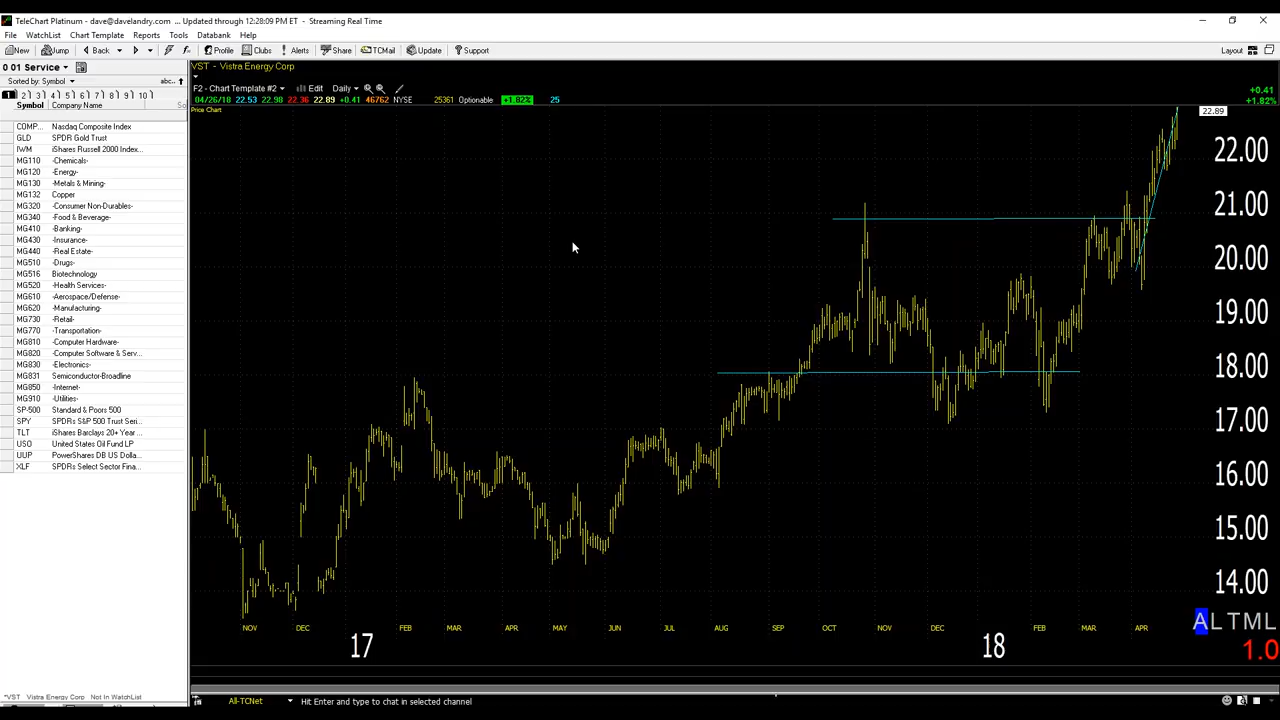 TeleChart Platinum - dave@davelandry.com ... Updated through 12:28:09 PM ET - Streaming Real Time
File WatchList Chart Template Reports Tools Databank Help
New Jump Back Profile Clubs Alerts Share TCMail Update Support Layout
0 01 Service
Sorted by: Symbol abc..
1 2 3 4 5 6 7 8 9 10
Symbol Company Name
COMP... Nasdaq Composite Index
GLD SPDR Gold Trust
IWM iShares Russell 2000 Index...
MG110 -Chemicals-
MG120 -Energy-
MG130 -Metals & Mining-
MG132 Copper
MG320 -Consumer Non-Durables-
MG340 -Food & Beverage-
MG410 -Banking-
MG430 -Insurance-
MG440 -Real Estate-
MG510 -Drugs-
MG516 Biotechnology
MG520 -Health Services-
MG610 -Aerospace/Defense-
MG620 -Manufacturing-
MG730 -Retail-
MG770 -Transportation-
MG810 -Computer Hardware-
MG820 -Computer Software & Serv...
MG830 -Electronics-
MG831 Semiconductor-Broadline
MG850 -Internet-
MG910 -Utilities-
SP-500 Standard & Poors 500
SPY SPDRs S&P 500 Trust Seri...
TLT iShares Barclays 20+ Year ...
USO United States Oil Fund LP
UUP PowerShares DB US Dolla...
XLF SPDRs Select Sector Fina...
*VST Vistra Energy Corp Not In WatchList
VST - Vistra Energy Corp
F2 - Chart Template #2 Edit Daily
04/26/18 22.53 22.98 22.36 22.89 +0.41 46762 NYSE 25361 Optionable +1.82% 25
+0.41
+1.82%
Price Chart
22.89
22.00
21.00
20.00
19.00
18.00
17.00
16.00
15.00
14.00
NOV DEC FEB MAR APR MAY JUN JUL AUG SEP OCT NOV DEC FEB MAR APR
17 18
ALTML
1.0
All-TCNet Hit Enter and type to chat in selected channel